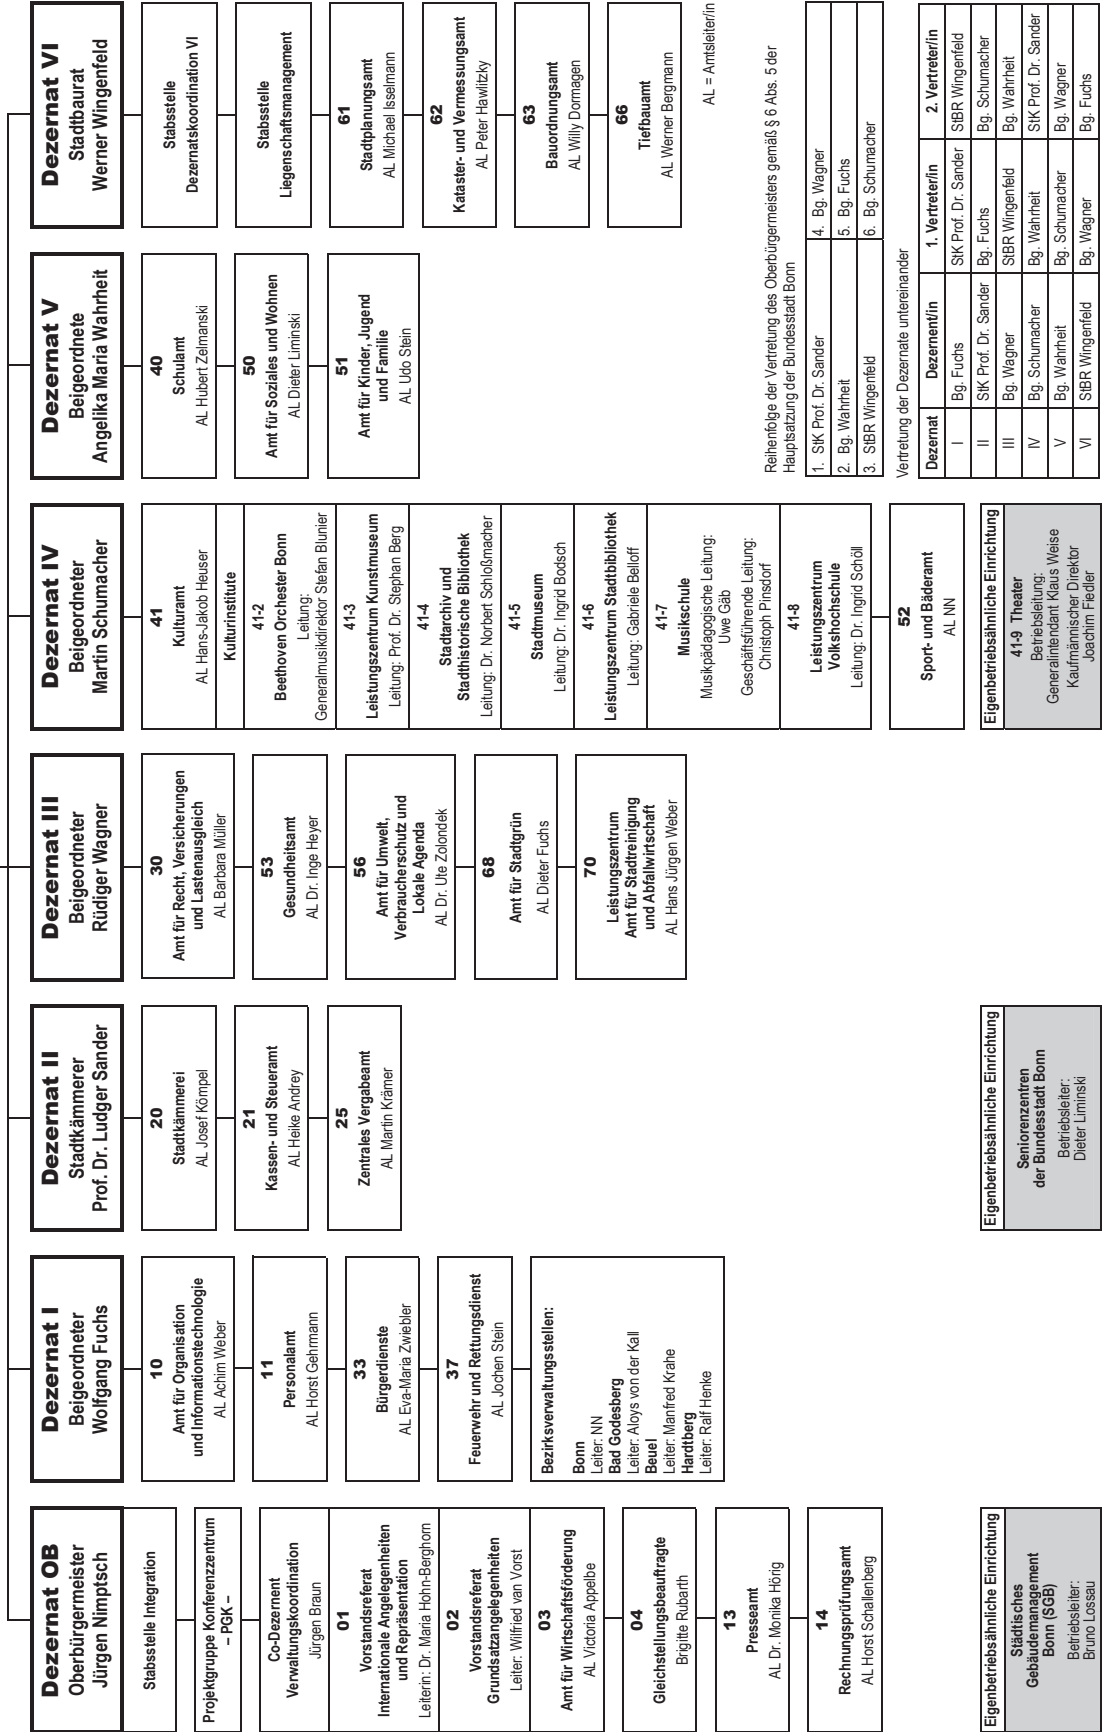 Dezernat OB
Oberbürgermeister
Jürgen Nimptsch
Stabsstelle Integration
Projektgruppe Konferenzzentrum
– PGK –
Co-Dezernent
Verwaltungskoordination
Jürgen Braun
01
Vorstandsreferat
Internationale Angelegenheiten
und Repräsentation
Leiterin: Dr. Maria Hohn-Berghorn
02
Vorstandsreferat
Grundsatzangelegenheiten
Leiter: Wilfried van Vorst
03
Amt für Wirtschaftsförderung
AL Victoria Appelbe
04
Gleichstellungsbeauftragte
Brigitte Rubarth
13
Presseamt
AL Dr. Monika Hörig
14
Rechnungsprüfungsamt
AL Horst Schallenberg
Eigenbetriebsähnliche Einrichtung
Städtisches
Gebäudemanagement
Bonn (SGB)
Betriebsleiter:
Bruno Lossau
Dezernat I
Beigeordneter
Wolfgang Fuchs
10
Amt für Organisation
und Informationstechnologie
AL Achim Weber
11
Personalamt
AL Horst Gehrmann
33
Bürgerdienste
AL Eva-Maria Zwiebler
37
Feuerwehr und Rettungsdienst
AL Jochen Stein
Bezirksverwaltungsstellen:
Bonn
Leiter: NN
Bad Godesberg
Leiter: Aloys von der Kall
Beuel
Leiter: Manfred Krahe
Hardtberg
Leiter: Ralf Henke
Dezernat II
Stadtkämmerer
Prof. Dr. Ludger Sander
20
Stadtkämmerei
AL Josef Kömpel
21
Kassen- und Steueramt
AL Heike Andrey
25
Zentrales Vergabeamt
AL Martin Krämer
Eigenbetriebsähnliche Einrichtung
Seniorenzentren
der Bundesstadt Bonn
Betriebsleiter:
Dieter Liminski
Dezernat III
Beigeordneter
Rüdiger Wagner
30
Amt für Recht, Versicherungen
und Lastenausgleich
AL Barbara Müller
53
Gesundheitsamt
AL Dr. Inge Heyer
56
Amt für Umwelt,
Verbraucherschutz und
Lokale Agenda
AL Dr. Ute Zolondek
68
Amt für Stadtgrün
AL Dieter Fuchs
70
Leistungszentrum
Amt für Stadtreinigung
und Abfallwirtschaft
AL Hans Jürgen Weber
Dezernat IV
Beigeordneter
Martin Schumacher
41
Kulturamt
AL Hans-Jakob Heuser
Kulturinstitute
41-2
Beethoven Orchester Bonn
Leitung:
Generalmusikdirektor Stefan Blunier
41-3
Leistungszentrum Kunstmuseum
Leitung: Prof. Dr. Stephan Berg
41-4
Stadtarchiv und
Stadthistorische Bibliothek
Leitung: Dr. Norbert Schloßmacher
41-5
Stadtmuseum
Leitung: Dr. Ingrid Bodsch
41-6
Leistungszentrum Stadtbibliothek
Leitung: Gabriele Belloff
41-7
Musikschule
Musikpädagogische Leitung:
Uwe Gäb
Geschäftsführende Leitung:
Christoph Pinsdorf
41-8
Leistungszentrum
Volkshochschule
Leitung: Dr. Ingrid Schöll
52
Sport- und Bäderamt
AL NN
Eigenbetriebsähnliche Einrichtung
41-9 Theater
Betriebsleitung:
Generalintendant Klaus Weise
Kaufmännischer Direktor
Joachim Fiedler
Dezernat V
Beigeordnete
Angelika Maria Wahrheit
40
Schulamt
AL Hubert Zelmanski
50
Amt für Soziales und Wohnen
AL Dieter Liminski
51
Amt für Kinder, Jugend
und Familie
AL Udo Stein
Dezernat VI
Stadtbaurat
Werner Wingenfeld
Stabsstelle
Dezernatskoordination VI
Stabsstelle
Liegenschaftsmanagement
61
Stadtplanungsamt
AL Michael Isselmann
62
Kataster- und Vermessungsamt
AL Peter Hawlitzky
63
Bauordnungsamt
AL Willy Dormagen
66
Tiefbauamt
AL Werner Bergmann
AL = Amtsleiter/in
Reihenfolge der Vertretung des Oberbürgermeisters gemäß § 6 Abs. 5 der
Hauptsatzung der Bundesstadt Bonn
1. StK Prof. Dr. Sander 4. Bg. Wagner
2. Bg. Wahrheit 5. Bg. Fuchs
3. StBR Wingenfeld 6. Bg. Schumacher
Vertretung der Dezernate untereinander
Dezernat Dezernent/in 1. Vertreter/in 2. Vertreter/in
I Bg. Fuchs StK Prof. Dr. Sander StBR Wingenfeld
II StK Prof. Dr. Sander Bg. Fuchs Bg. Schumacher
III Bg. Wagner StBR Wingenfeld Bg. Wahrheit
IV Bg. Schumacher Bg. Wahrheit StK Prof. Dr. Sander
V Bg. Wahrheit Bg. Schumacher Bg. Wagner
VI StBR Wingenfeld Bg. Wagner Bg. Fuchs